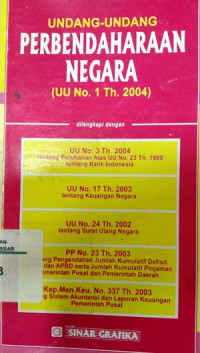 UNDANG-UNDANG
PERBENDAHARAAN
NEGARA
(UU No. 1 Th. 2004)
dilengkapi dengan
UU No. 3 Th. 2004
tentang Perubahan Atas UU No. 23 Th. 1999
tentang Bank Indonesia
UU No. 17 Th. 2003
tentang Keuangan Negara
UU No. 24 Th. 2002
tentang Surat Utang Negara
PP No. 23 Th. 2003
Pengendalian Jumlah Kumulatif Defisit
dan APBD serta Jumlah Kumulatif Pinjaman
Pemerintah Pusat dan Pemerintah Daerah
Kep.Men.Keu. No. 337 Th. 2003
Sistem Akuntansi dan Laporan Keuangan
Pemerintah Pusat
SINAR GRAFIKA